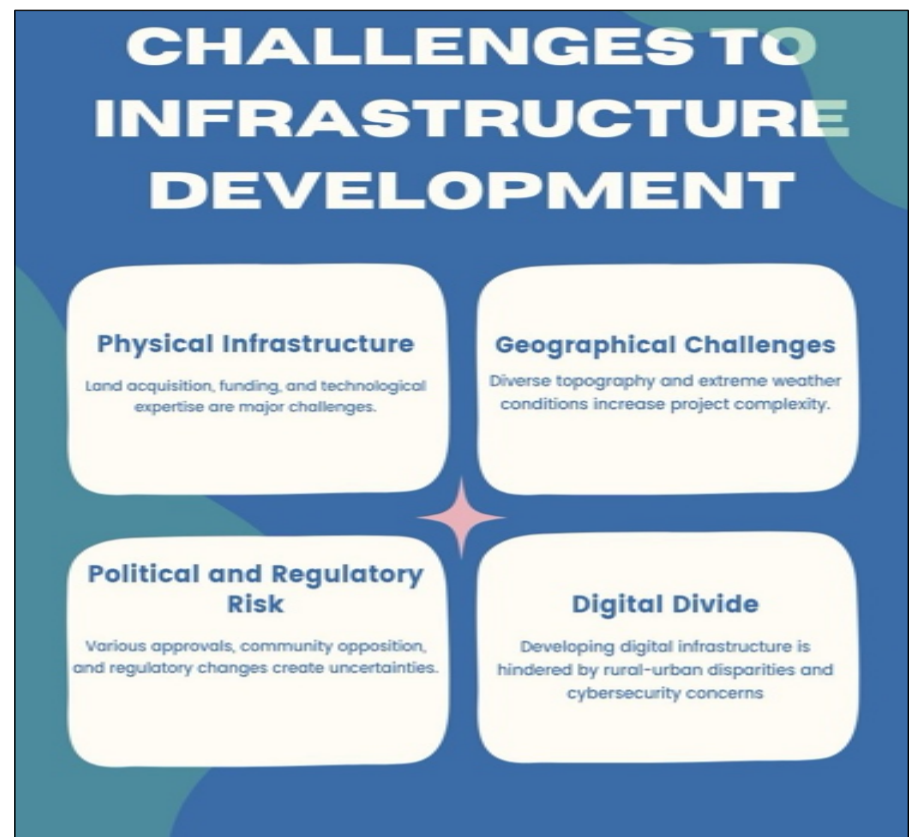 CHALLENGES TO
INFRASTRUCTURE
DEVELOPMENT
Physical Infrastructure
Land acquisition, funding, and technological
expertise are major challenges.
Geographical Challenges
Diverse topography and extreme weather
conditions increase project complexity.
Political and Regulatory
Risk
Various approvals, community opposition,
and regulatory changes create uncertainties.
Digital Divide
Developing digital infrastructure is
hindered by rural-urban disparities and
cybersecurity concerns